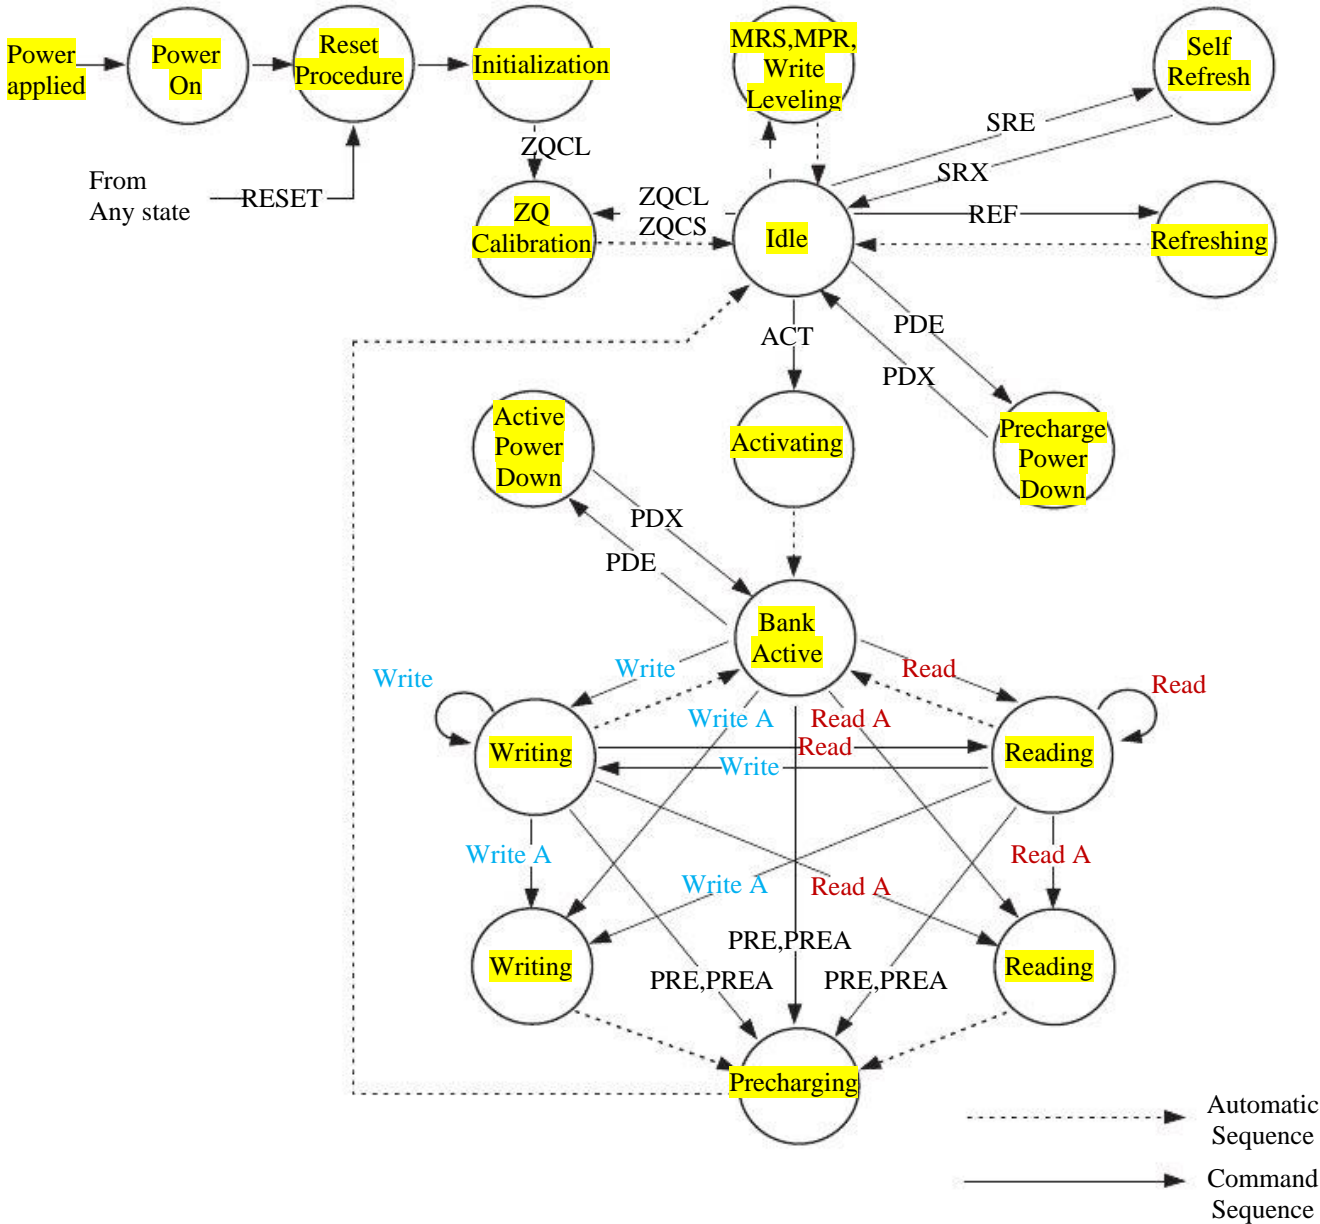 Power
applied
Power
On
Reset
Procedure
Initialization
MRS,MPR,
Write
Leveling
Self
Refresh
From
Any state
RESET
ZQCL
SRE
SRX
ZQ
Calibration
ZQCL
ZQCS
Idle
REF
Refreshing
ACT
PDE
PDX
Active
Power
Down
Activating
Precharge
Power
Down
PDX
PDE
Bank
Active
Write
Write
Read
Read
Write A
Read A
Writing
Read
Write
Reading
Write A
Write A
Read A
Read A
Writing
PRE,PREA
PRE,PREA
PRE,PREA
Reading
Precharging
Automatic
Sequence
Command
Sequence